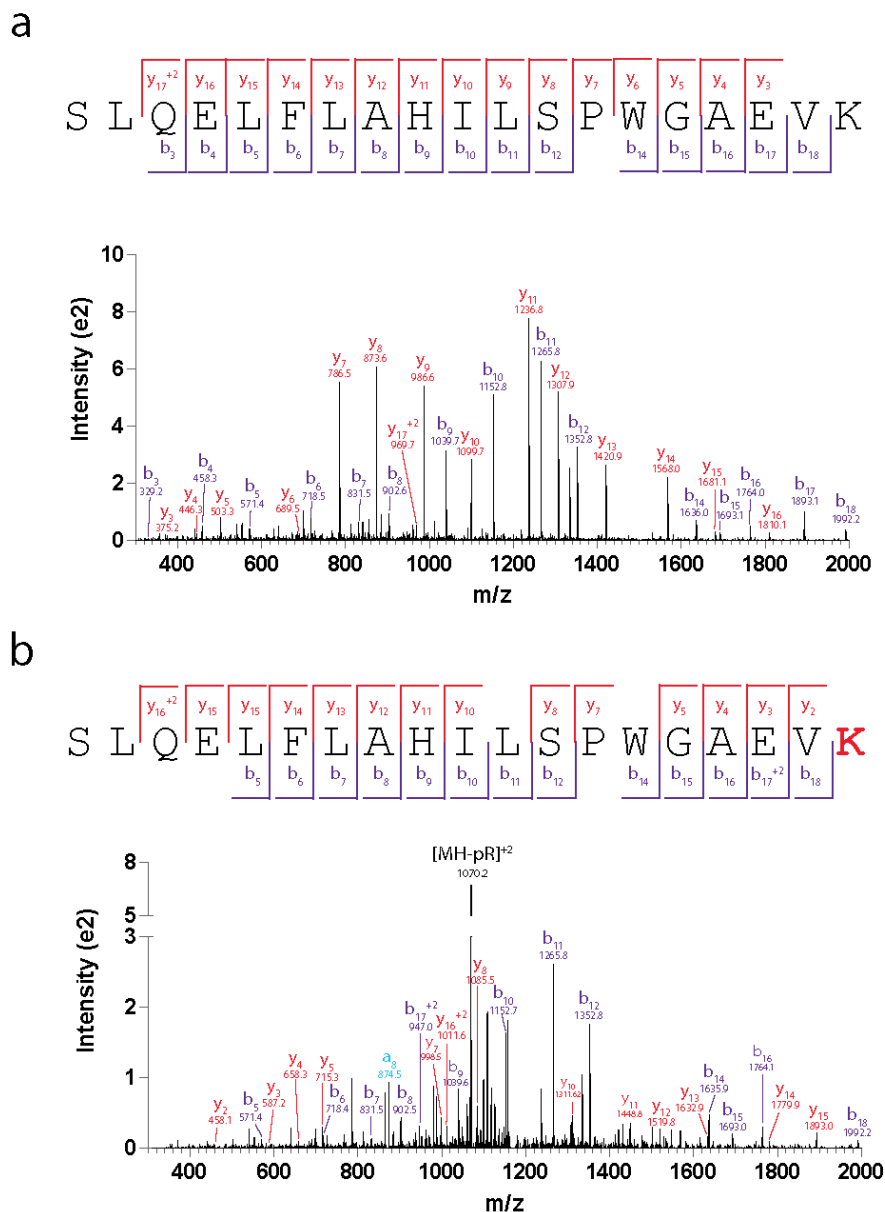 a
y17+2 y16 y15 y14 y13 y12 y11 y10 y9 y8 y7 y6 y5 y4 y3
S L Q E L F L A H I L S P W G A E V K
b3 b4 b5 b6 b7 b8 b9 b10 b11 b12 b14 b15 b16 b17 b18
Intensity (e2)
10
8
6
4
2
0
b3 329.2
y3 375.2
y4 446.3
b4 458.3
y5 503.3
b5 571.4
y6 689.5
b6 718.5
y7 786.5
b7 831.5
y8 873.6
b8 902.6
y17+2 969.7
y9 986.6
b9 1039.7
y10 1099.7
b10 1152.8
y11 1236.8
b11 1265.8
y12 1307.9
b12 1352.8
y13 1420.9
y14 1568.0
b14 1636.0
y15 1681.1
b15 1693.1
b16 1764.0
y16 1810.1
b17 1893.1
b18 1992.2
400 600 800 1000 1200 1400 1600 1800 2000
m/z
b
y16+2 y15 y15 y14 y13 y12 y11 y10 y8 y7 y5 y4 y3 y2
S L Q E L F L A H I L S P W G A E V K
b5 b6 b7 b8 b9 b10 b11 b12 b14 b15 b16 b17+2 b18
[MH-pR]+2
1070.2
Intensity (e2)
8
5
3
2
1
0
y2 458.1
b5 571.4
y3 587.2
y4 658.3
y5 715.3
b6 718.4
b7 831.5
a8 874.5
b8 902.5
b17+2 947.0
y7 998.5
y16+2 1011.6
b9 1039.6
y8 1085.5
b10 1152.7
b11 1265.8
y10 1311.62
b12 1352.8
y11 1448.8
y12 1519.8
y13 1632.9
b14 1635.9
b15 1693.0
b16 1764.1
y14 1779.9
y15 1893.0
b18 1992.2
400 600 800 1000 1200 1400 1600 1800 2000
m/z